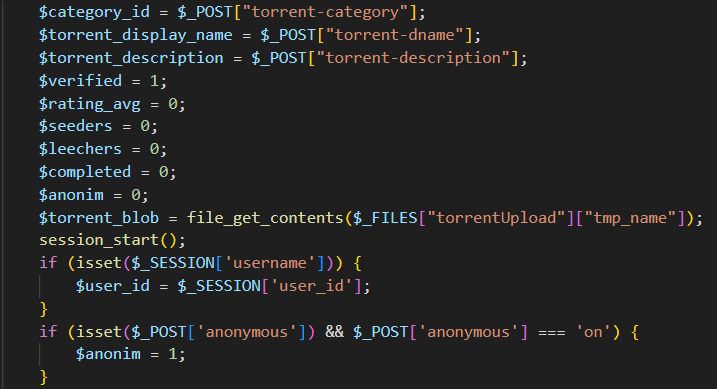 $category_id = $_POST["torrent-category"];
$torrent_display_name = $_POST["torrent-dname"];
$torrent_description = $_POST["torrent-description"];
$verified = 1;
$rating_avg = 0;
$seeders = 0;
$leechers = 0;
$completed = 0;
$anonim = 0;
$torrent_blob = file_get_contents($_FILES["torrentUpload"]["tmp_name"]);
session_start();
if (isset($_SESSION['username'])) {
    $user_id = $_SESSION['user_id'];
}
if (isset($_POST['anonymous']) && $_POST['anonymous'] === 'on') {
    $anonim = 1;
}